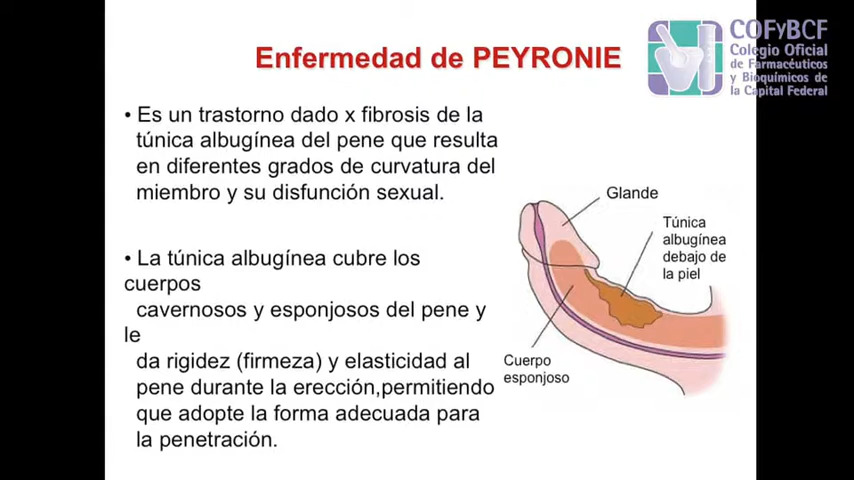 COFyBCF
Colegio Oficial
de Farmacéuticos
y Bioquímicos de
la Capital Federal
Enfermedad de PEYRONIE
• Es un trastorno dado x fibrosis de la
túnica albugínea del pene que resulta
en diferentes grados de curvatura del
miembro y su disfunción sexual.
• La túnica albugínea cubre los
cuerpos
cavernosos y esponjosos del pene y
le
da rigidez (firmeza) y elasticidad al
pene durante la erección,permitiendo
que adopte la forma adecuada para
la penetración.
Glande
Túnica
albugínea
debajo de
la piel
Cuerpo
esponjoso